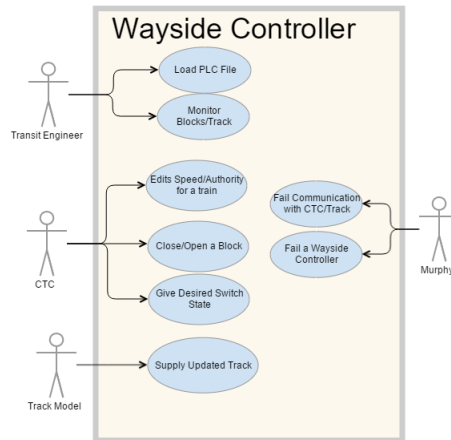 Wayside Controller
Load PLC File
Monitor
Blocks/Track
Transit Engineer
Edits Speed/Authority
for a train
Fail Communication
with CTC/Track
Close/Open a Block
Fail a Wayside
Controller
CTC
Murphy
Give Desired Switch
State
Supply Updated Track
Track Model